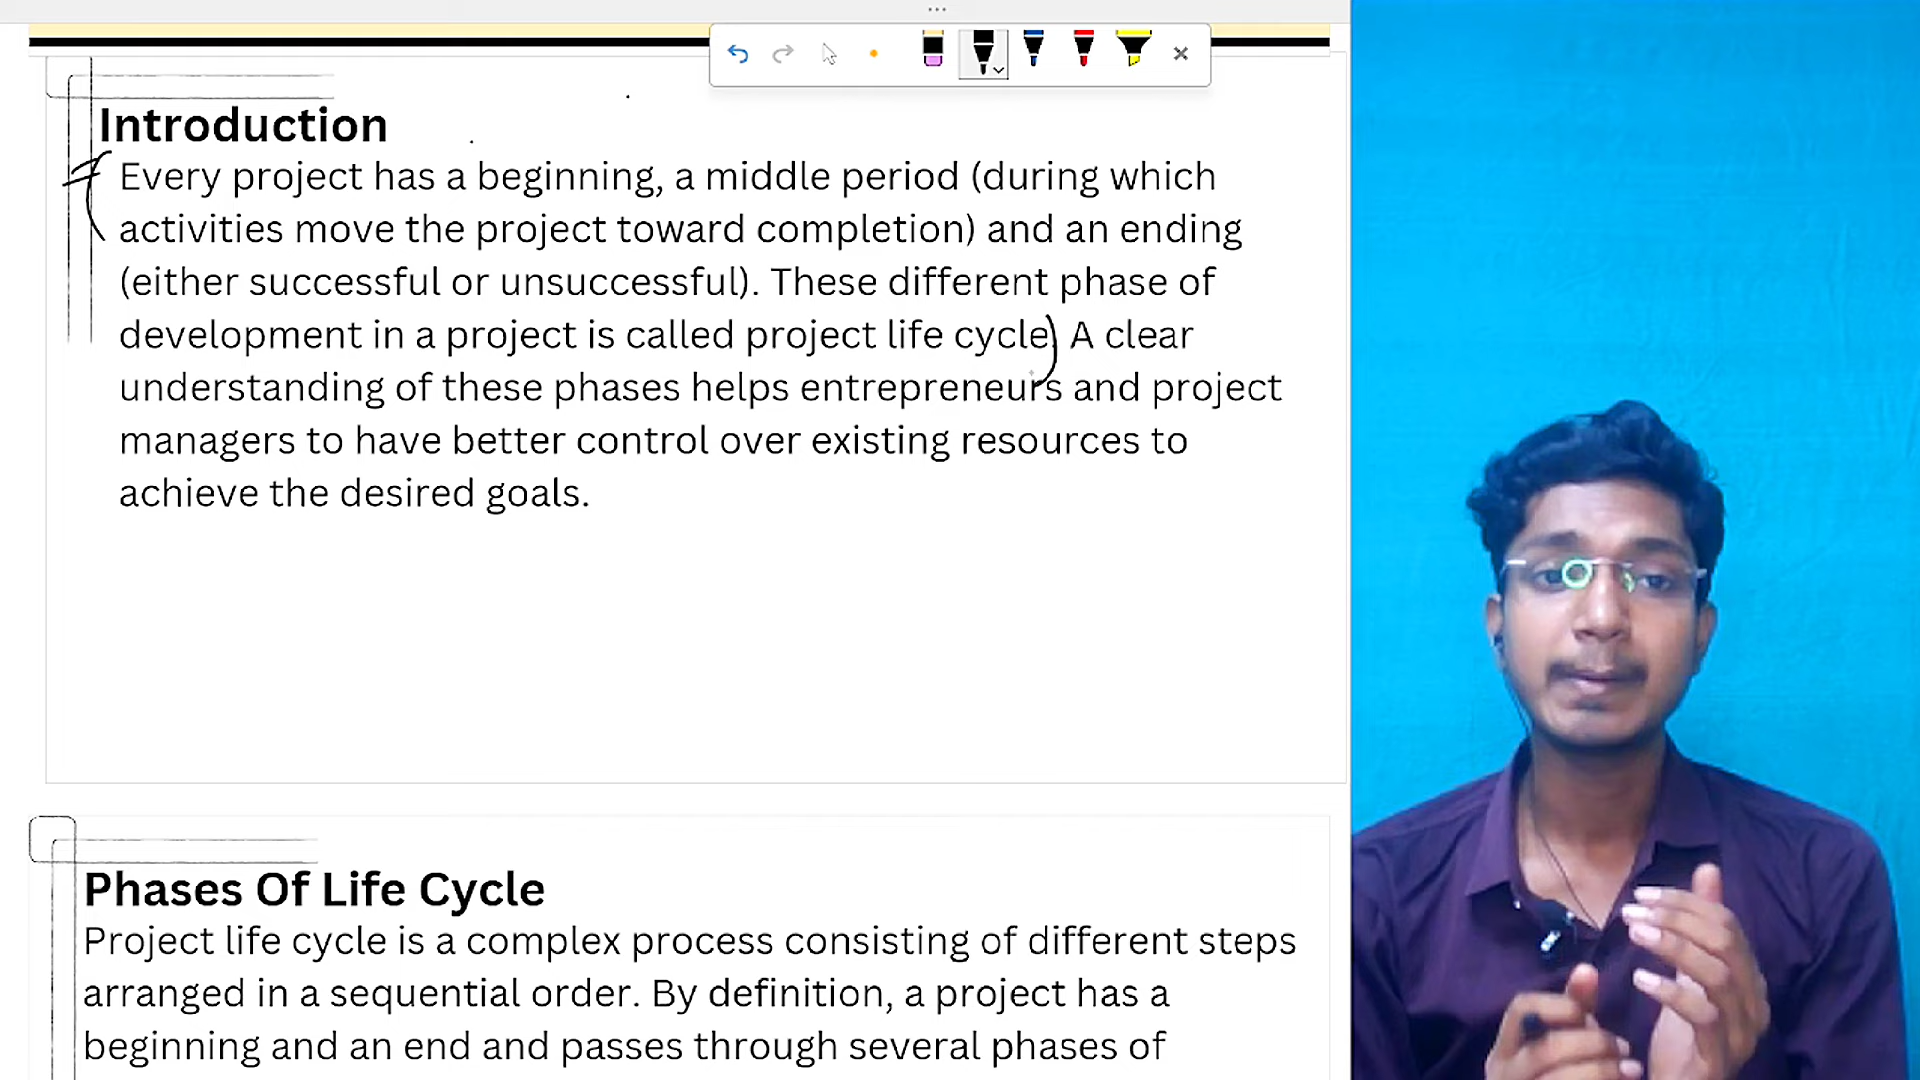 Introduction
Every project has a beginning, a middle period (during which
activities move the project toward completion) and an ending
(either successful or unsuccessful). These different phase of
development in a project is called project life cycle. A clear
understanding of these phases helps entrepreneurs and project
managers to have better control over existing resources to
achieve the desired goals.
Phases Of Life Cycle
Project life cycle is a complex process consisting of different steps
arranged in a sequential order. By definition, a project has a
beginning and an end and passes through several phases of